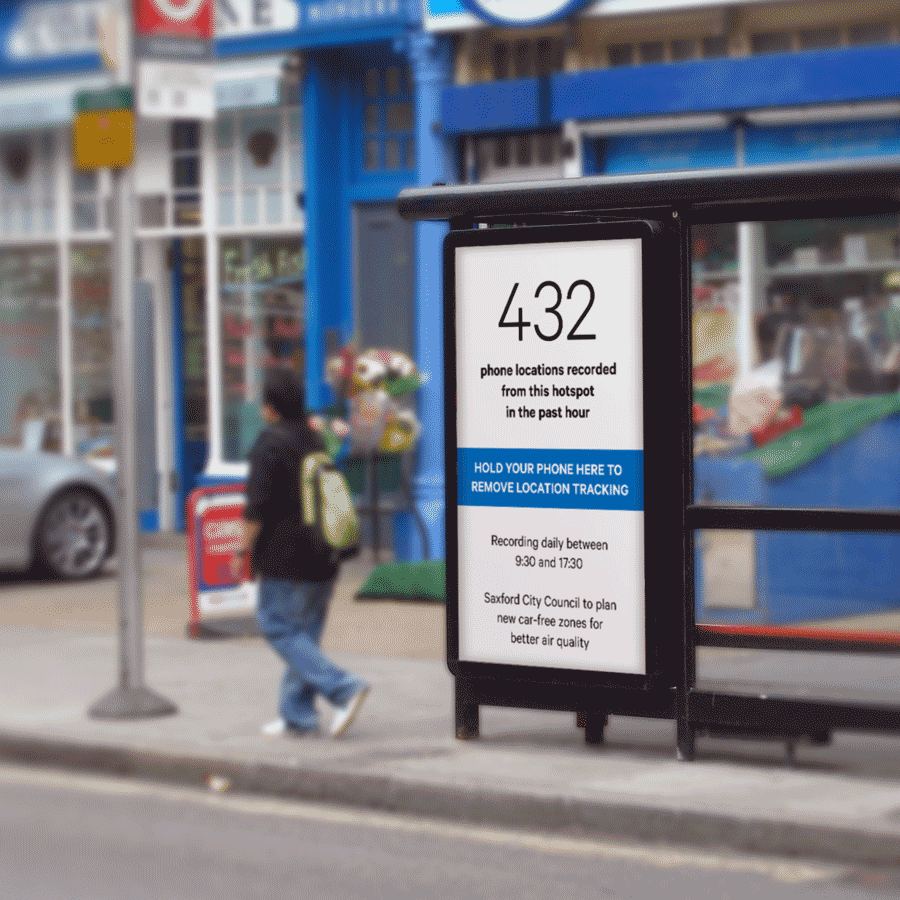 432
phone locations recorded
from this hotspot
in the past hour
HOLD YOUR PHONE HERE TO
REMOVE LOCATION TRACKING
Recording daily between
9:30 and 17:30
Saxford City Council to plan
new car-free zones for
better air quality